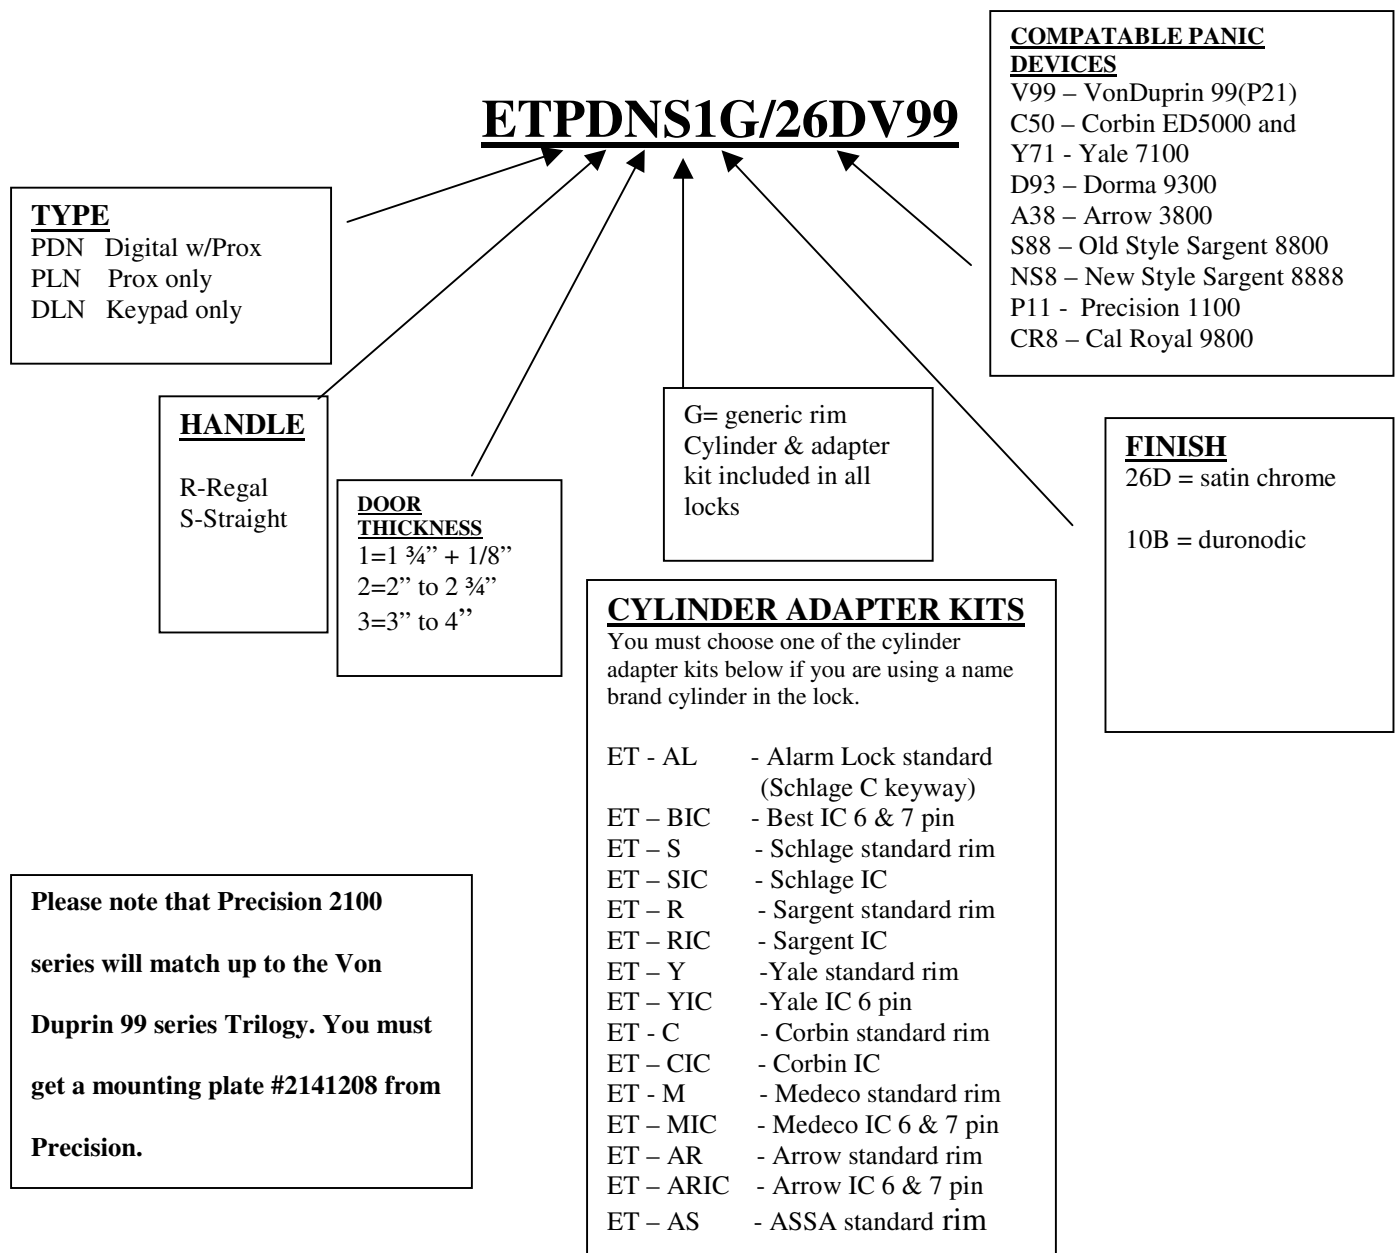 ETPDNS1G/26DV99
COMPATABLE PANIC
DEVICES
V99 – VonDuprin 99(P21)
C50 – Corbin ED5000 and
Y71 - Yale 7100
D93 – Dorma 9300
A38 – Arrow 3800
S88 – Old Style Sargent 8800
NS8 – New Style Sargent 8888
P11 - Precision 1100
CR8 – Cal Royal 9800
TYPE
PDN Digital w/Prox
PLN Prox only
DLN Keypad only
HANDLE
R-Regal
S-Straight
DOOR
THICKNESS
1=1 ¾” + 1/8”
2=2” to 2 ¾”
3=3” to 4”
G= generic rim
Cylinder & adapter
kit included in all
locks
FINISH
26D = satin chrome
10B = duronodic
CYLINDER ADAPTER KITS
You must choose one of the cylinder
adapter kits below if you are using a name
brand cylinder in the lock.
ET - AL - Alarm Lock standard
(Schlage C keyway)
ET – BIC - Best IC 6 & 7 pin
ET – S - Schlage standard rim
ET – SIC - Schlage IC
ET – R - Sargent standard rim
ET – RIC - Sargent IC
ET – Y -Yale standard rim
ET – YIC -Yale IC 6 pin
ET - C - Corbin standard rim
ET – CIC - Corbin IC
ET - M - Medeco standard rim
ET – MIC - Medeco IC 6 & 7 pin
ET – AR - Arrow standard rim
ET – ARIC - Arrow IC 6 & 7 pin
ET – AS - ASSA standard rim
Please note that Precision 2100
series will match up to the Von
Duprin 99 series Trilogy. You must
get a mounting plate #2141208 from
Precision.